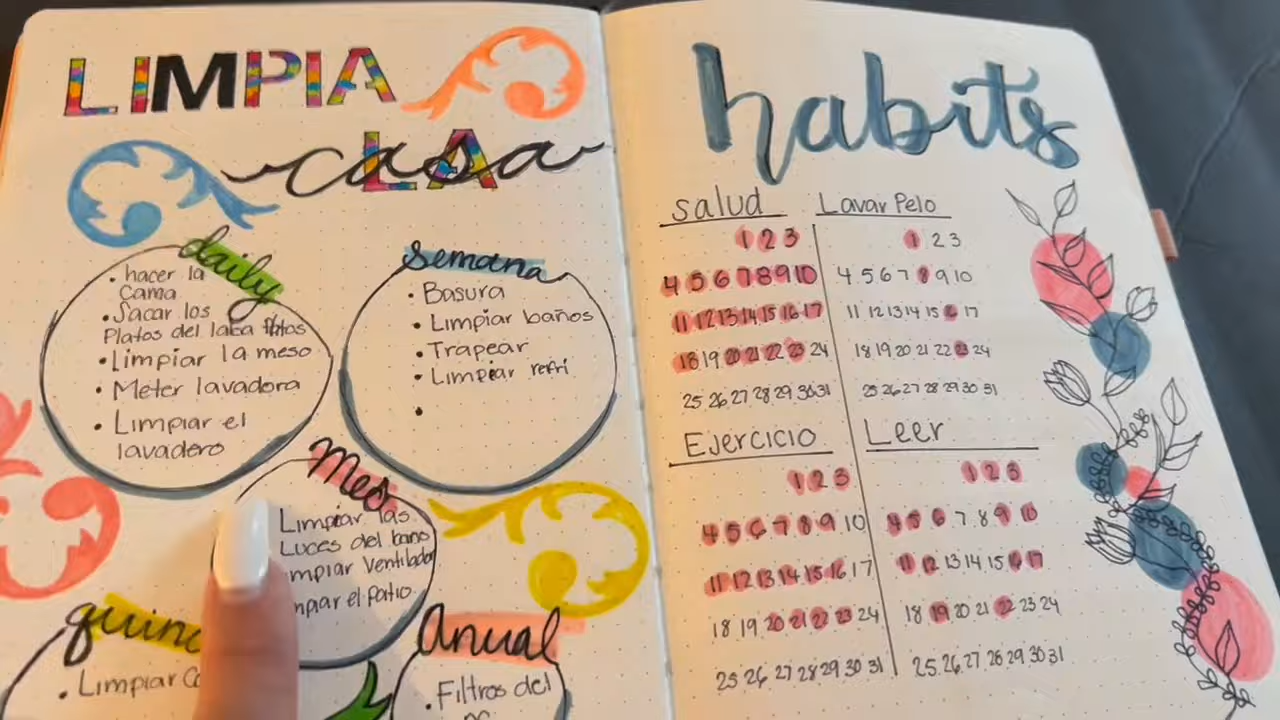 LIMPIA
LA
casa
daily
• hacer la
cama
• Sacar los
Platos del lava
• Limpiar la meso
• Meter lavadora
• Limpiar el
lavadero
semana
• Basura
• Limpiar baños
• Trapear
• Limpiar refri
•
Mes
Limpiar las
Luces del bano
mpiar Ventilador
mpiar el patio
quinc
• Limpiar
anual
• Filtros del
habits
salud
1 2 3
4 5 6 7 8 9 10
11 12 13 14 15 16 17
18 19 20 21 22 23 24
25 26 27 28 29 30 31
Lavar Pelo
1 2 3
4 5 6 7 8 9 10
11 12 13 14 15 16 17
18 19 20 21 22 23 24
25 26 27 28 29 30 31
Ejercicio
1 2 3
4 5 6 7 8 9 10
11 12 13 14 15 16 17
18 19 20 21 22 23 24
25 26 27 28 29 30 31
Leer
1 2 3
4 5 6 7 8 9 10
11 12 13 14 15 16 17
18 19 20 21 22 23 24
25 26 27 28 29 30 31